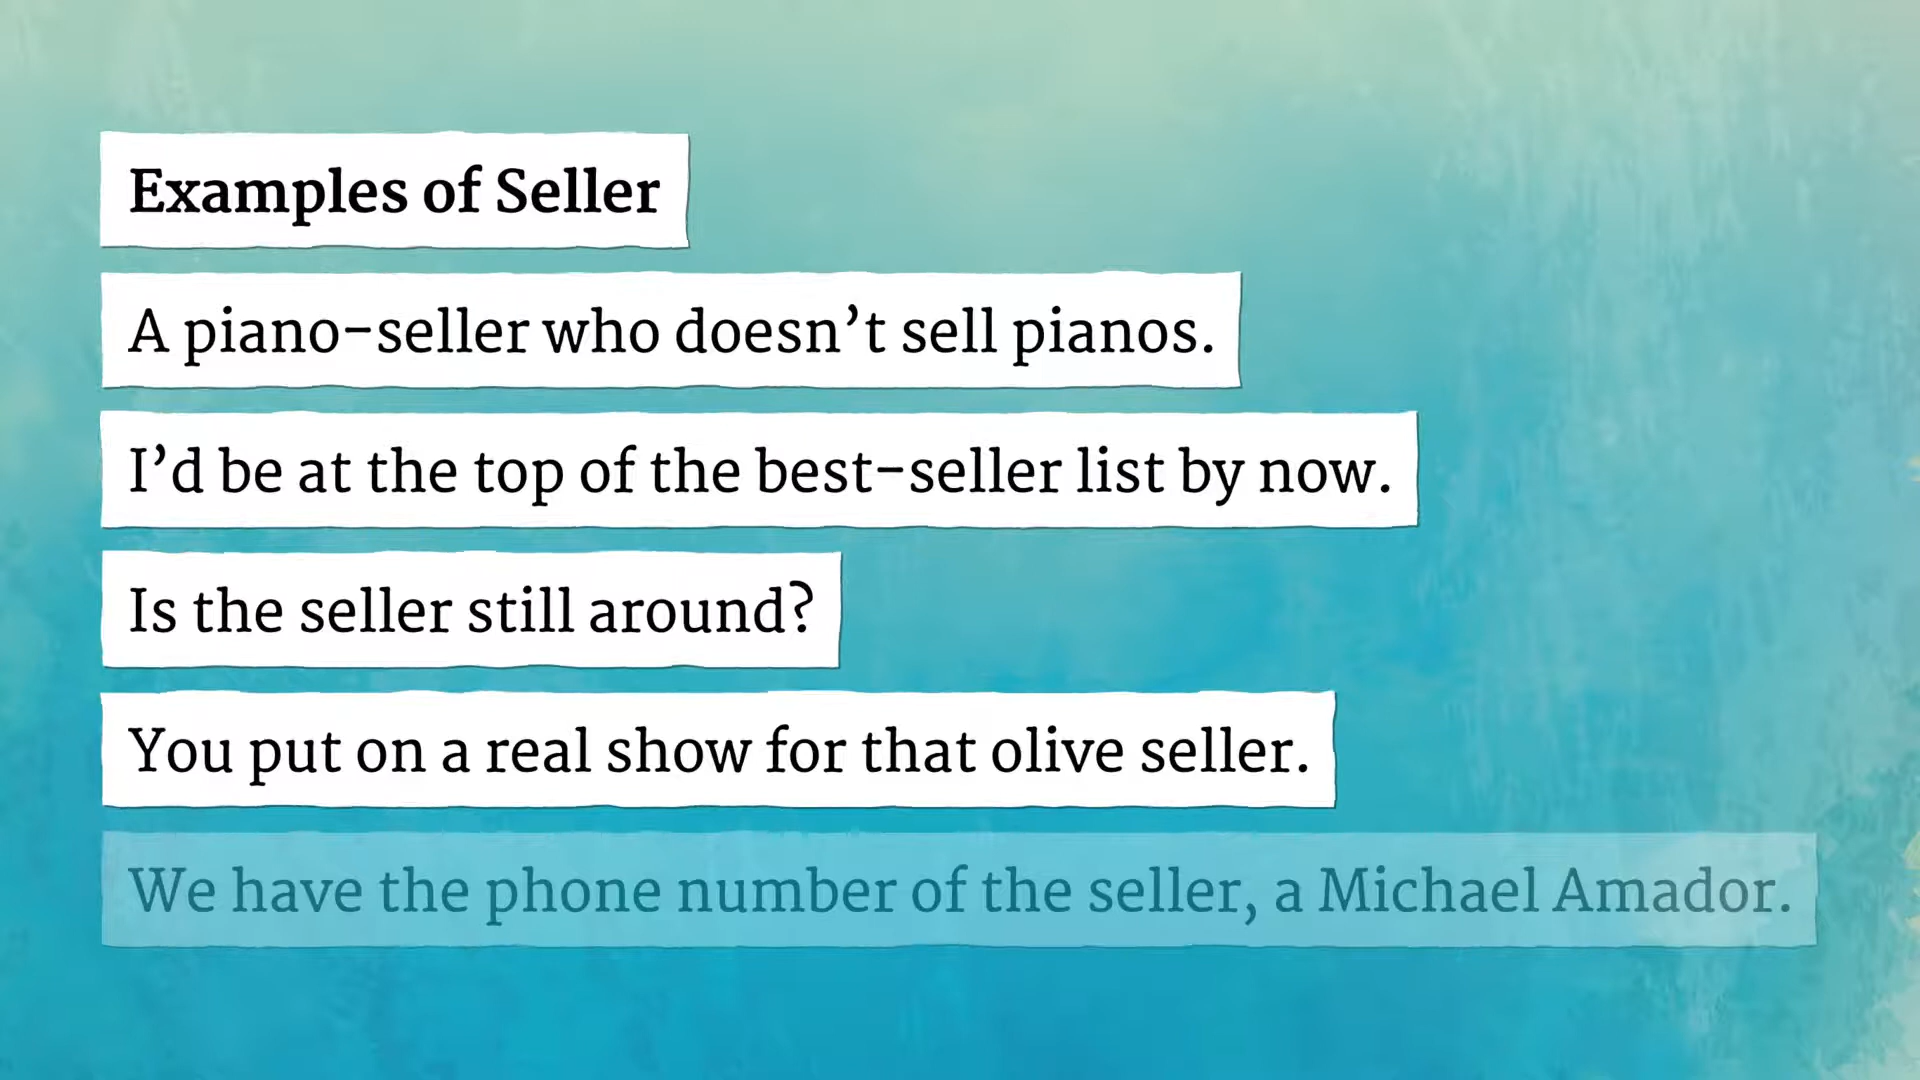 Examples of Seller
A piano-seller who doesn’t sell pianos.
I’d be at the top of the best-seller list by now.
Is the seller still around?
You put on a real show for that olive seller.
We have the phone number of the seller, a Michael Amador.